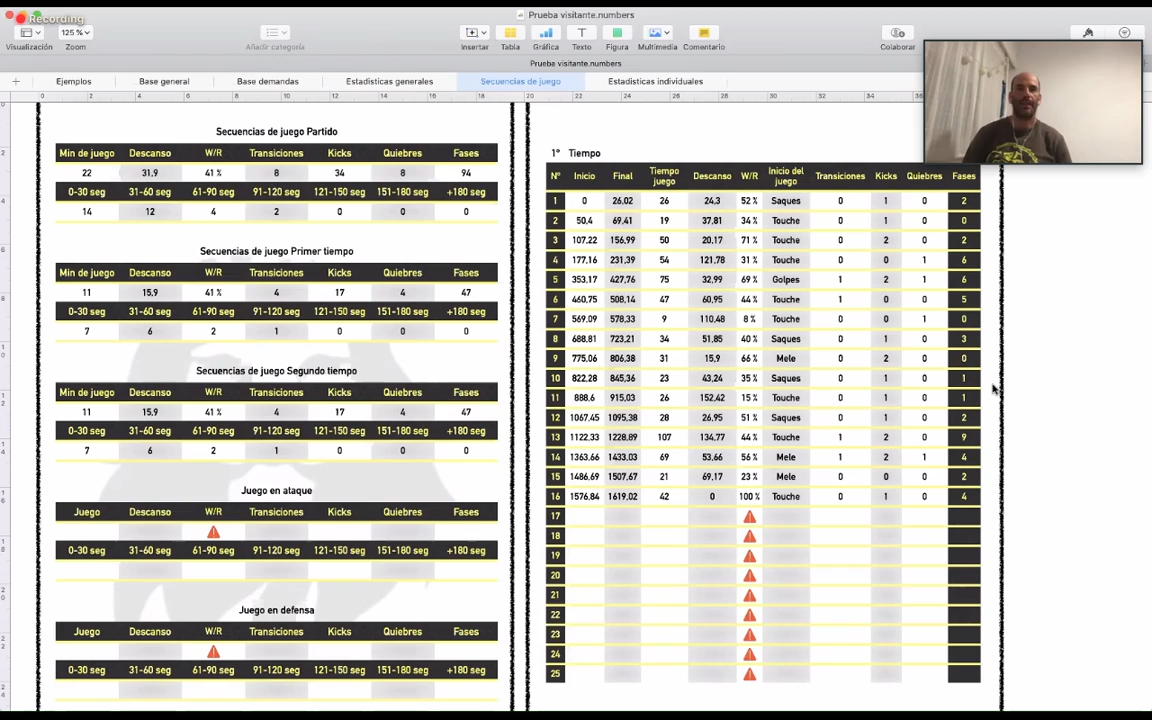 Recording
Prueba visitante.numbers
125 %
Visualización
Zoom
Añadir categoría
Insertar
Tabla
Gráfica
Texto
Figura
Multimedia
Comentario
Colaborar
Prueba visitante.numbers
Ejemplos
Base general
Base demandas
Estadísticas generales
Secuencias de juego
Estadísticas individuales
0 2 4 6 8 10 12 14 16 18 20 22 24 26 28 30 32 34
Secuencias de juego Partido
Min de juego Descanso W/R Transiciones Kicks Quiebres Fases
22 31,9 41 % 8 34 8 94
0-30 seg 31-60 seg 61-90 seg 91-120 seg 121-150 seg 151-180 seg +180 seg
14 12 4 2 0 0 0
Secuencias de juego Primer tiempo
Min de juego Descanso W/R Transiciones Kicks Quiebres Fases
11 15,9 41 % 4 17 4 47
0-30 seg 31-60 seg 61-90 seg 91-120 seg 121-150 seg 151-180 seg +180 seg
7 6 2 1 0 0 0
Secuencias de juego Segundo tiempo
Min de juego Descanso W/R Transiciones Kicks Quiebres Fases
11 15,9 41 % 4 17 4 47
0-30 seg 31-60 seg 61-90 seg 91-120 seg 121-150 seg 151-180 seg +180 seg
7 6 2 1 0 0 0
Juego en ataque
Juego Descanso W/R Transiciones Kicks Quiebres Fases
0-30 seg 31-60 seg 61-90 seg 91-120 seg 121-150 seg 151-180 seg +180 seg
Juego en defensa
Juego Descanso W/R Transiciones Kicks Quiebres Fases
0-30 seg 31-60 seg 61-90 seg 91-120 seg 121-150 seg 151-180 seg +180 seg
1º Tiempo
Nº Inicio Final Tiempo juego Descanso W/R Inicio del juego Transiciones Kicks Quiebres Fases
1 0 26,02 26 24,3 52 % Saques 0 1 0 2
2 50,4 69,41 19 37,81 34 % Touche 0 1 0 0
3 107,22 156,99 50 20,17 71 % Touche 0 2 0 2
4 177,16 231,39 54 121,78 31 % Touche 0 0 1 6
5 353,17 427,76 75 32,99 69 % Golpes 1 2 1 6
6 460,75 508,14 47 60,95 44 % Touche 1 0 0 5
7 569,09 578,33 9 110,48 8 % Touche 0 0 1 0
8 688,81 723,21 34 51,85 40 % Saques 0 1 0 3
9 775,06 806,38 31 15,9 66 % Mele 0 2 0 0
10 822,28 845,36 23 43,24 35 % Saques 0 1 0 1
11 888,6 915,03 26 152,42 15 % Touche 0 1 0 1
12 1067,45 1095,38 28 26,95 51 % Saques 0 1 0 2
13 1122,33 1228,89 107 134,77 44 % Touche 1 2 0 9
14 1363,66 1433,03 69 53,66 56 % Mele 1 2 1 4
15 1486,69 1507,67 21 69,17 23 % Mele 0 0 0 2
16 1576,84 1619,02 42 0 100 % Touche 0 1 0 4
17
18
19
20
21
22
23
24
25